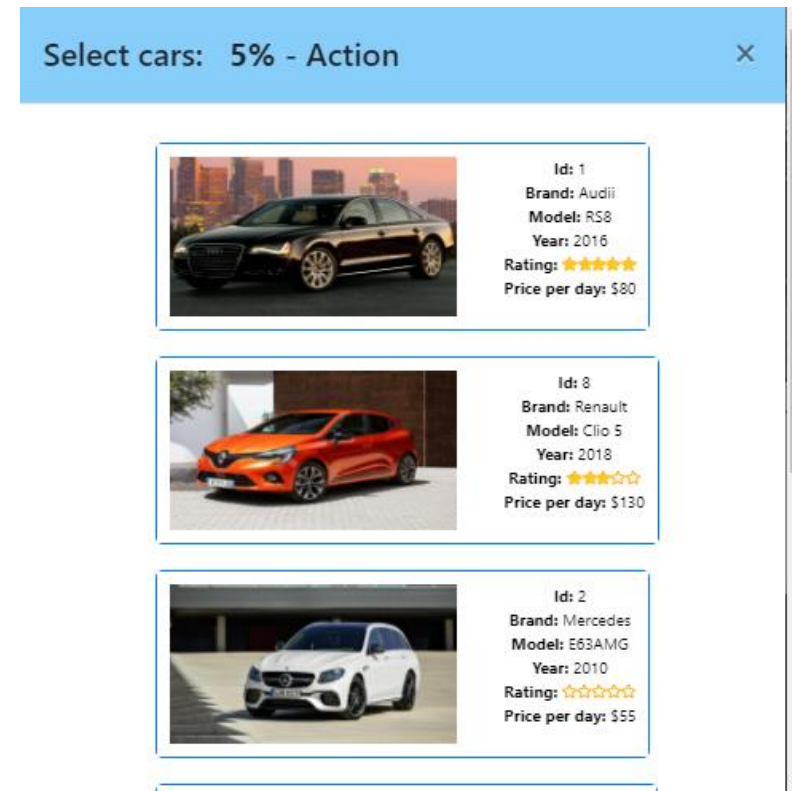 Select cars: 5% - Action ×
Id: 1
Brand: Audii
Model: RS8
Year: 2016
Rating: ★★★★★
Price per day: $80
Id: 8
Brand: Renault
Model: Clio 5
Year: 2018
Rating: ★★★☆☆
Price per day: $130
Id: 2
Brand: Mercedes
Model: E63AMG
Year: 2010
Rating: ☆☆☆☆☆
Price per day: $55